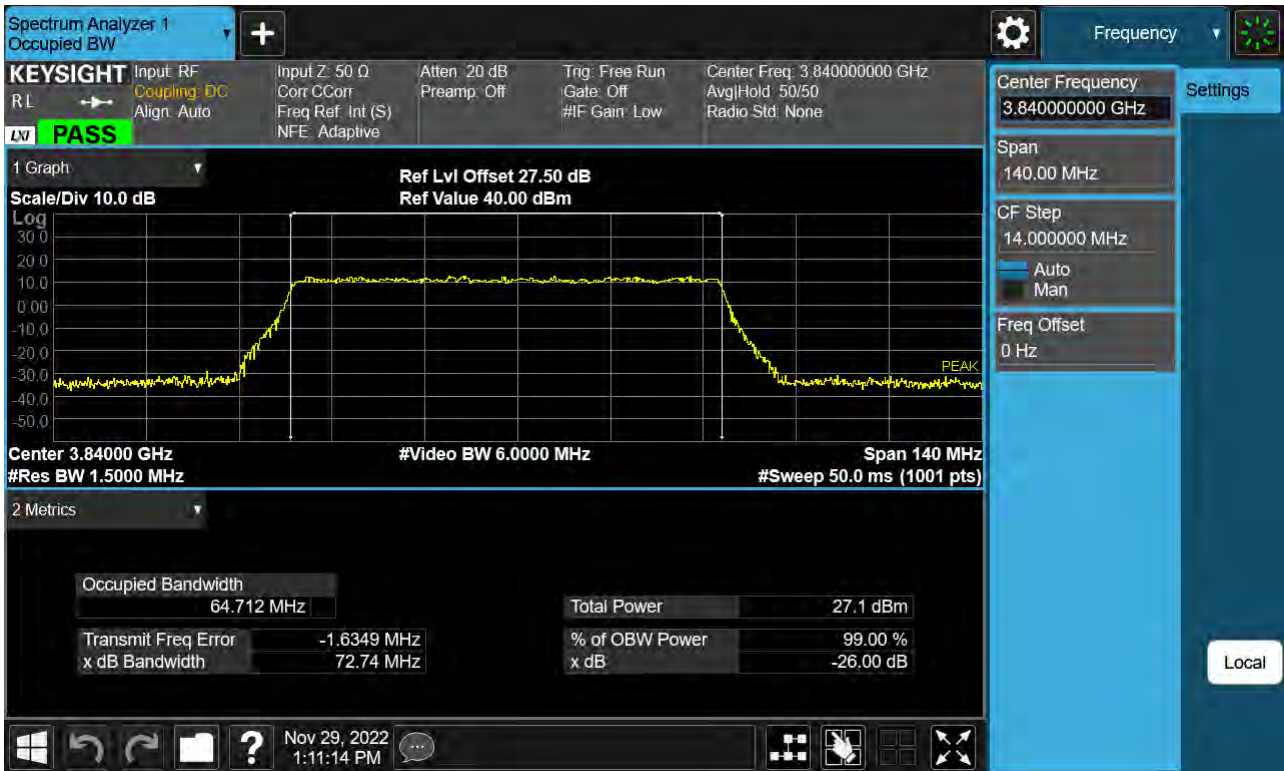 Spectrum Analyzer 1
Occupied BW
+
Frequency
KEYSIGHT
RL
LXI
PASS
Input: RF
Coupling: DC
Align: Auto
Input Z: 50 Ω
Corr CCorr
Freq Ref: Int (S)
NFE: Adaptive
Atten: 20 dB
Preamp: Off
Trig: Free Run
Gate: Off
#IF Gain: Low
Center Freq: 3.840000000 GHz
Avg|Hold: 50/50
Radio Std: None
Center Frequency
3.840000000 GHz
Settings
Span
140.00 MHz
CF Step
14.000000 MHz
Auto
Man
Freq Offset
0 Hz
1 Graph
Scale/Div 10.0 dB
Ref Lvl Offset 27.50 dB
Ref Value 40.00 dBm
Log
30.0
20.0
10.0
0.00
-10.0
-20.0
-30.0
-40.0
-50.0
PEAK
Center 3.84000 GHz
#Video BW 6.0000 MHz
Span 140 MHz
#Res BW 1.5000 MHz
#Sweep 50.0 ms (1001 pts)
2 Metrics
Occupied Bandwidth
64.712 MHz
Total Power 27.1 dBm
Transmit Freq Error -1.6349 MHz
% of OBW Power 99.00 %
x dB Bandwidth 72.74 MHz
x dB -26.00 dB
Local
?
Nov 29, 2022
1:11:14 PM